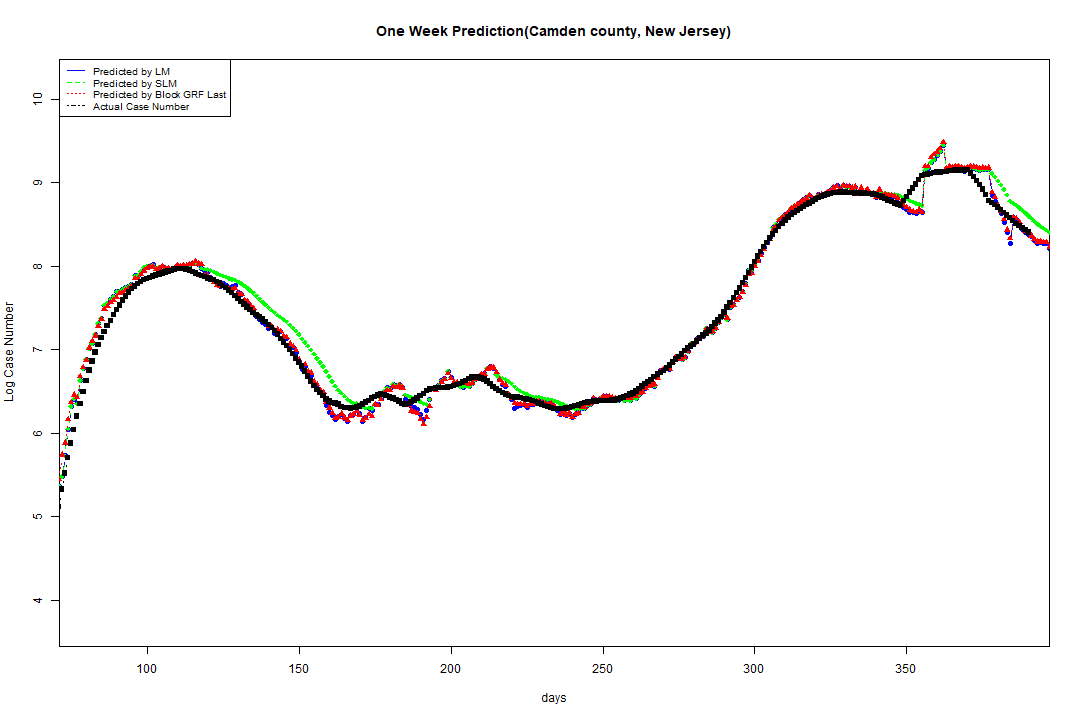 One Week Prediction(Camden county, New Jersey)
Predicted by LM
Predicted by SLM
Predicted by Block GRF Last
Actual Case Number
10
9
8
7
6
5
4
Log Case Number
100 150 200 250 300 350
days